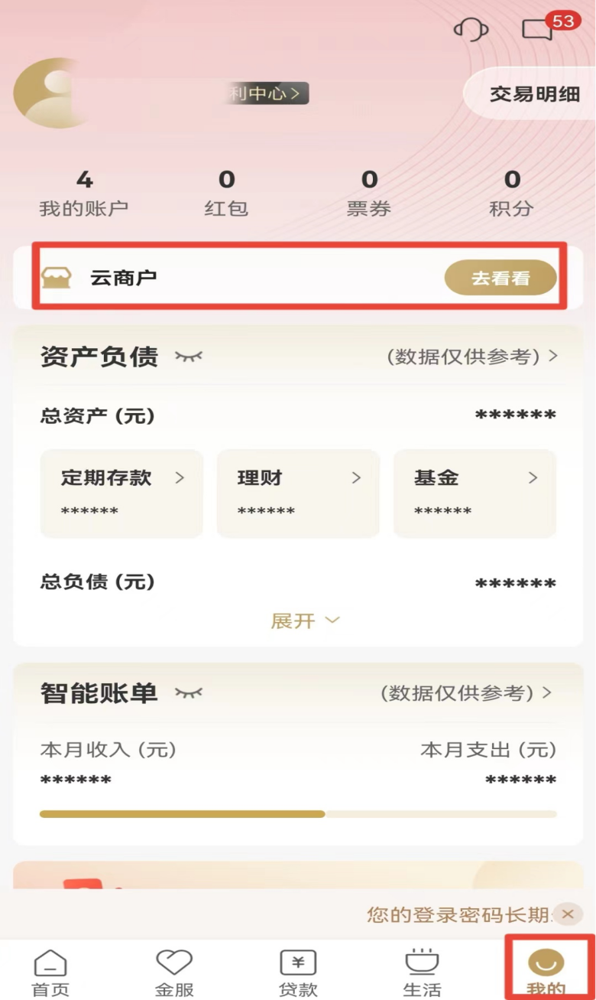 53
利中心 >
交易明细
4 0 0 0
我的账户 红包 票券 积分
云商户 去看看
资产负债 (数据仅供参考) >
总资产 (元) ******
定期存款 > 理财 > 基金 >
****** ****** ******
总负债 (元) ******
展开
智能账单 (数据仅供参考) >
本月收入 (元) 本月支出 (元)
****** ******
您的登录密码长期
首页 金服 贷款 生活 我的